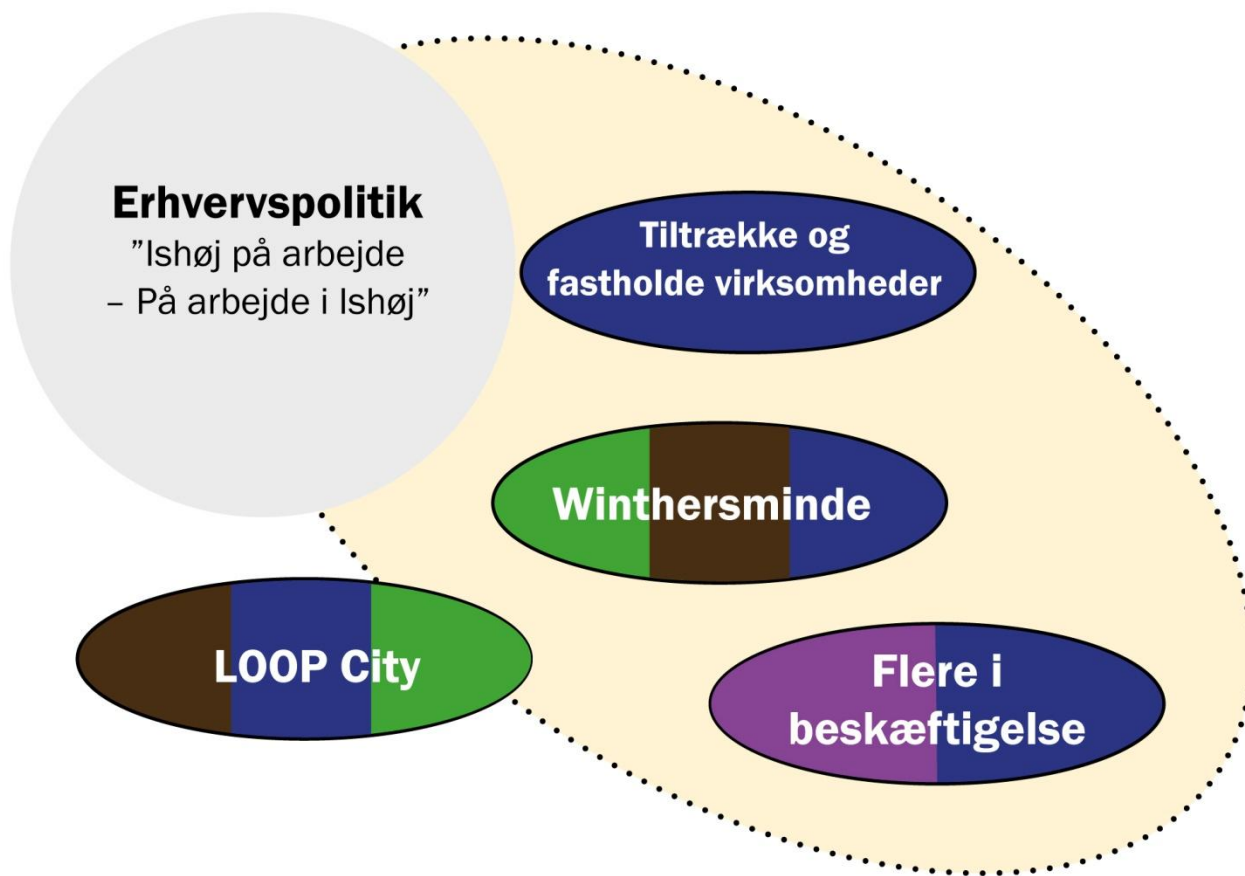 Erhvervspolitik
”Ishøj på arbejde
– På arbejde i Ishøj”
Tiltrække og
fastholde virksomheder
Winthersminde
LOOP City
Flere i
beskæftigelse